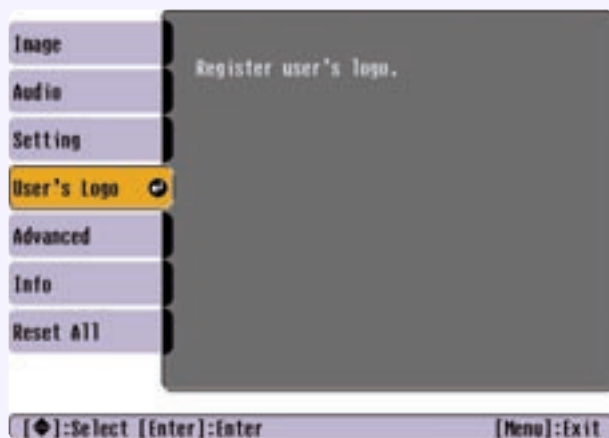 Image
Register user's logo.
Audio
Setting
User's Logo
Advanced
Info
Reset All
[◆]:Select [Enter]:Enter [Menu]:Exit